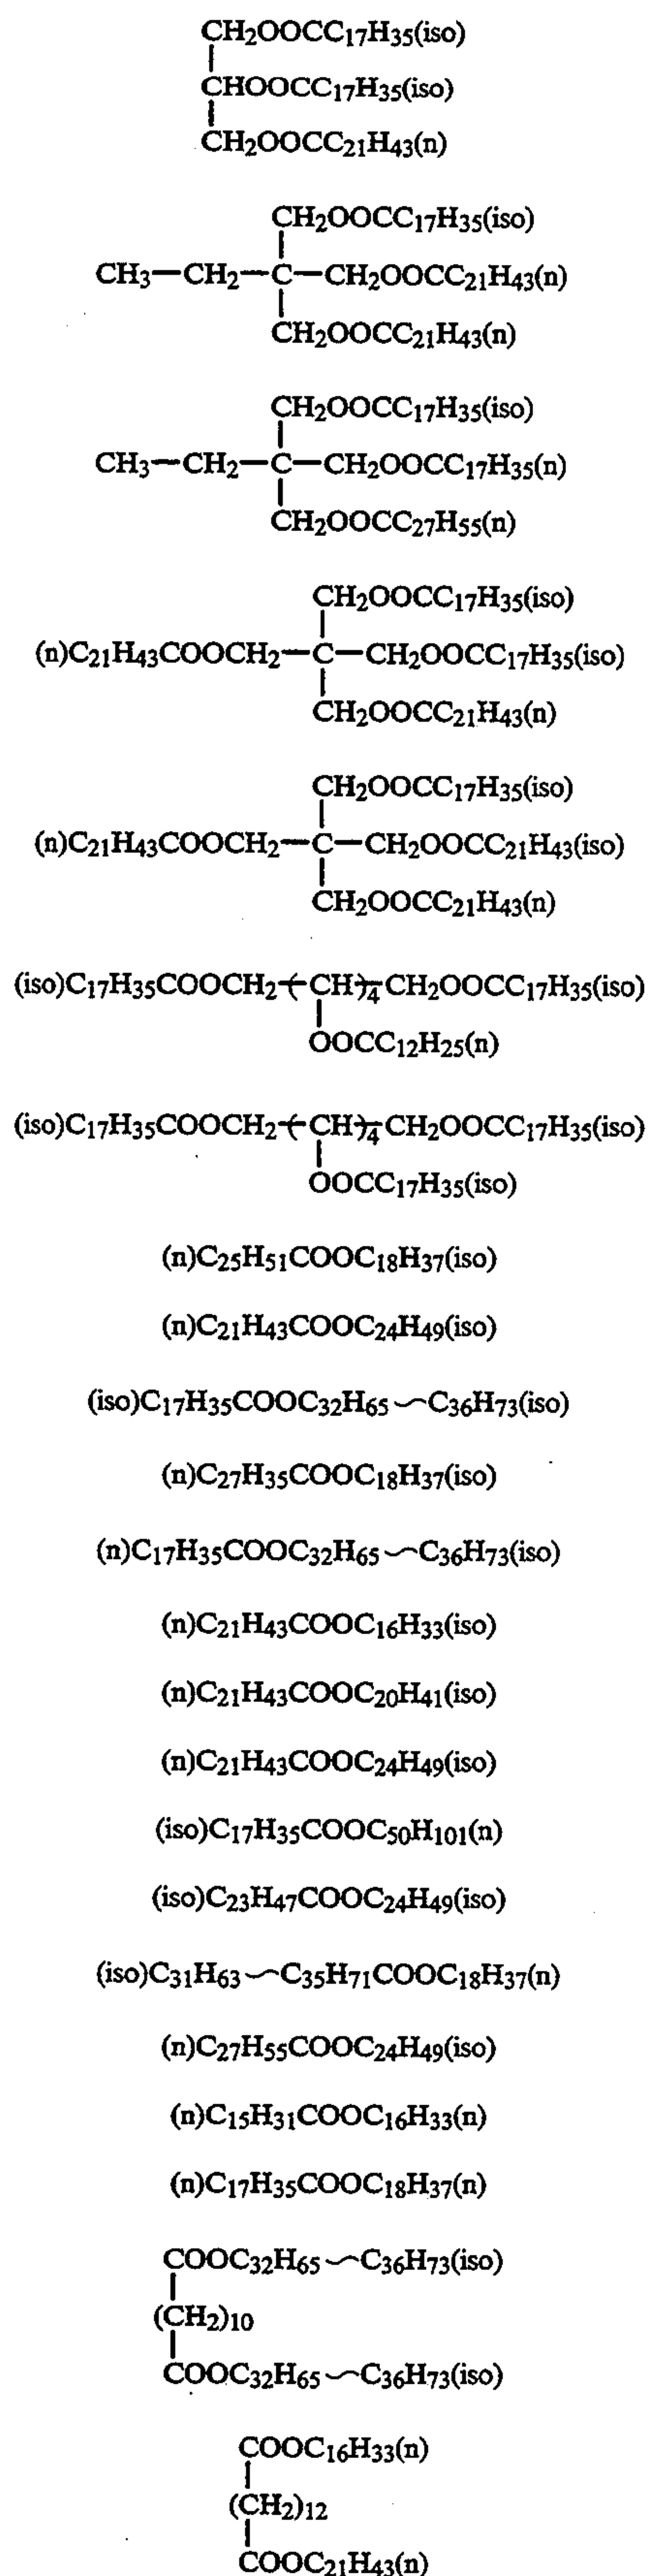 CH2OOCC17H35(iso)
CHOOCC17H35(iso)
CH2OOCC21H43(n)
CH2OOCC17H35(iso)
CH3—CH2—C—CH2OOCC21H43(n)
CH2OOCC21H43(n)
CH2OOCC17H35(iso)
CH3—CH2—C—CH2OOCC17H35(n)
CH2OOCC27H55(n)
CH2OOCC17H35(iso)
(n)C21H43COOCH2—C—CH2OOCC17H35(iso)
CH2OOCC21H43(n)
CH2OOCC17H35(iso)
(n)C21H43COOCH2—C—CH2OOCC21H43(iso)
CH2OOCC21H43(n)
(iso)C17H35COOCH2-(-CH-)-4CH2OOCC17H35(iso)
OOCC12H25(n)
(iso)C17H35COOCH2-(-CH-)-4CH2OOCC17H35(iso)
OOCC17H35(iso)
(n)C25H51COOC18H37(iso)
(n)C21H43COOC24H49(iso)
(iso)C17H35COOC32H65~C36H73(iso)
(n)C27H35COOC18H37(iso)
(n)C17H35COOC32H65~C36H73(iso)
(n)C21H43COOC16H33(iso)
(n)C21H43COOC20H41(iso)
(n)C21H43COOC24H49(iso)
(iso)C17H35COOC50H101(n)
(iso)C23H47COOC24H49(iso)
(iso)C31H63~C35H71COOC18H37(n)
(n)C27H55COOC24H49(iso)
(n)C15H31COOC16H33(n)
(n)C17H35COOC18H37(n)
COOC32H65~C36H73(iso)
(CH2)10
COOC32H65~C36H73(iso)
COOC16H33(n)
(CH2)12
COOC21H43(n)